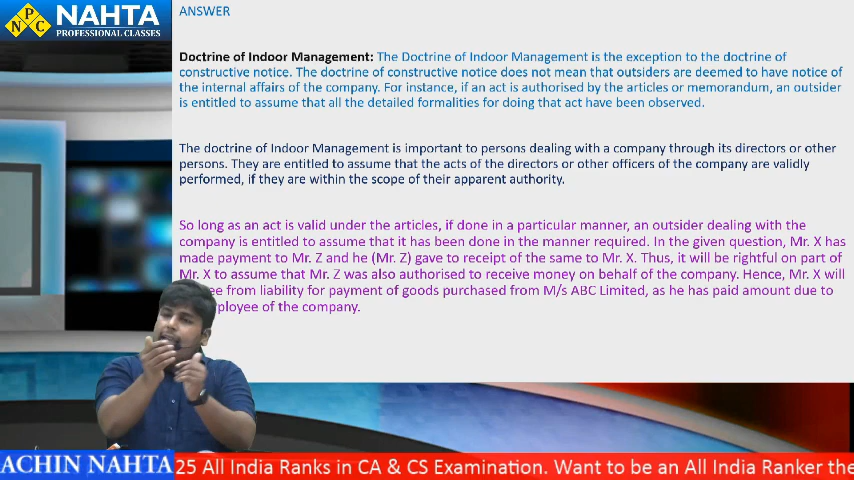 NPC
NAHTA
PROFESSIONAL CLASSES
ANSWER
Doctrine of Indoor Management: The Doctrine of Indoor Management is the exception to the doctrine of
constructive notice. The doctrine of constructive notice does not mean that outsiders are deemed to have notice of
the internal affairs of the company. For instance, if an act is authorised by the articles or memorandum, an outsider
is entitled to assume that all the detailed formalities for doing that act have been observed.
The doctrine of Indoor Management is important to persons dealing with a company through its directors or other
persons. They are entitled to assume that the acts of the directors or other officers of the company are validly
performed, if they are within the scope of their apparent authority.
So long as an act is valid under the articles, if done in a particular manner, an outsider dealing with the
company is entitled to assume that it has been done in the manner required. In the given question, Mr. X has
made payment to Mr. Z and he (Mr. Z) gave to receipt of the same to Mr. X. Thus, it will be rightful on part of
Mr. X to assume that Mr. Z was also authorised to receive money on behalf of the company. Hence, Mr. X will
ee from liability for payment of goods purchased from M/s ABC Limited, as he has paid amount due to
ployee of the company.
ACHIN NAHTA 25 All India Ranks in CA & CS Examination. Want to be an All India Ranker the